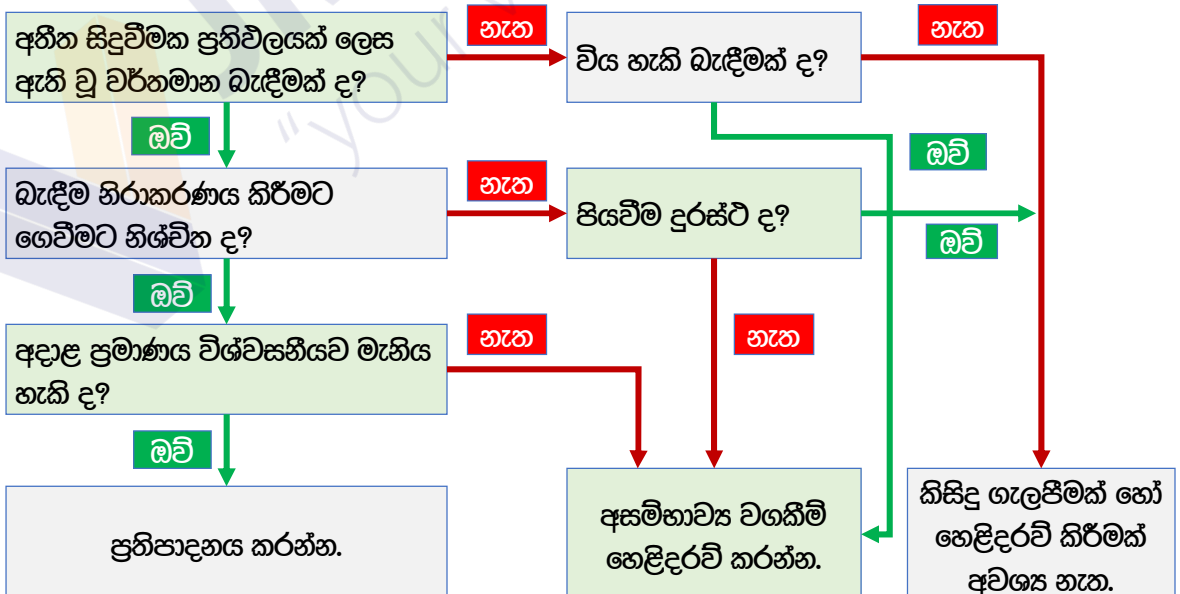 අතීත සිදුවීමක ප්‍රතිඵලයක් ලෙස
ඇති වූ වර්තමාන බැඳීමක් ද?
නැත
විය හැකි බැඳීමක් ද?
නැත
ඔව්
ඔව්
බැඳීම නිරාකරණය කිරීමට
ගෙවීමට නිශ්චිත ද?
නැත
පියවීම දුරස්ථ ද?
ඔව්
ඔව්
අදාළ ප්‍රමාණය විශ්වසනීයව මැනිය
හැකි ද?
නැත
නැත
ඔව්
ප්‍රතිපාදනය කරන්න.
අසම්භාව්‍ය වගකීම්
හෙළිදරව් කරන්න.
කිසිදු ගැලපීමක් හෝ
හෙළිදරව් කිරීමක්
අවශ්‍ය නැත.
"your